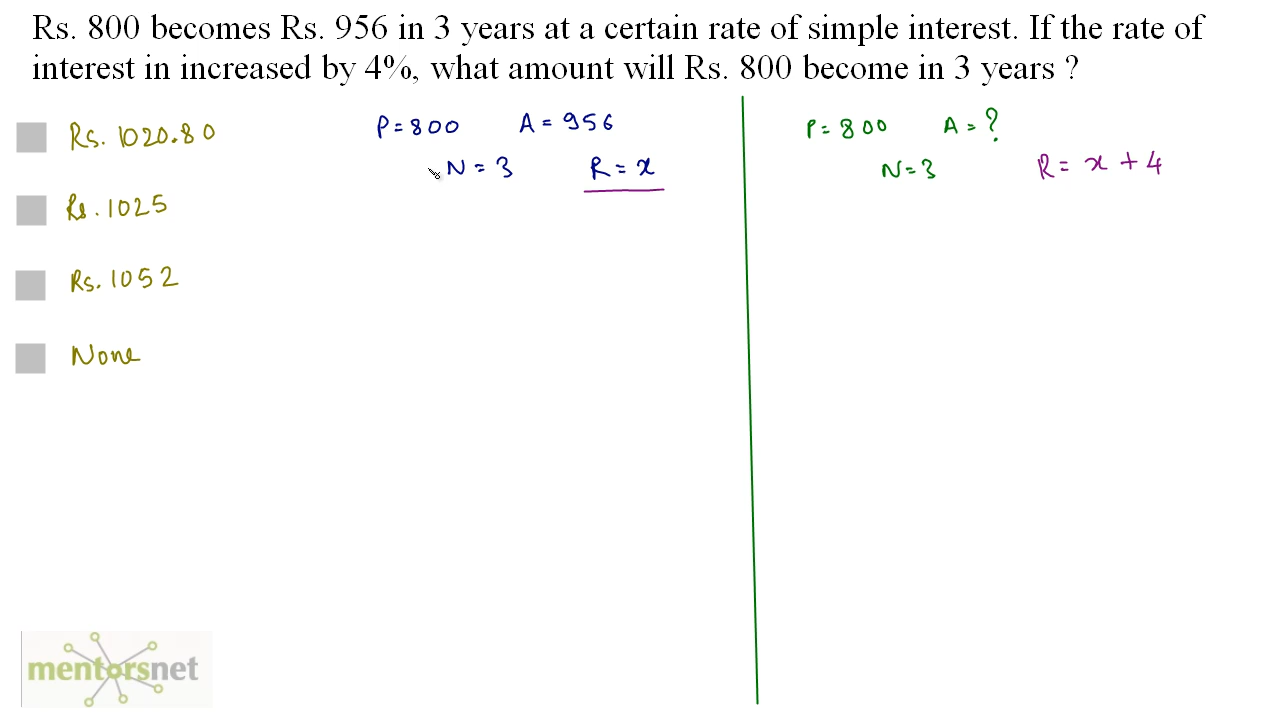 Rs. 800 becomes Rs. 956 in 3 years at a certain rate of simple interest. If the rate of
interest in increased by 4%, what amount will Rs. 800 become in 3 years ?
Rs. 1020.80
Rs. 1025
Rs. 1052
None
P = 800 A = 956
N = 3 R = x
P = 800 A = ?
N = 3 R = x + 4
mentorsnet